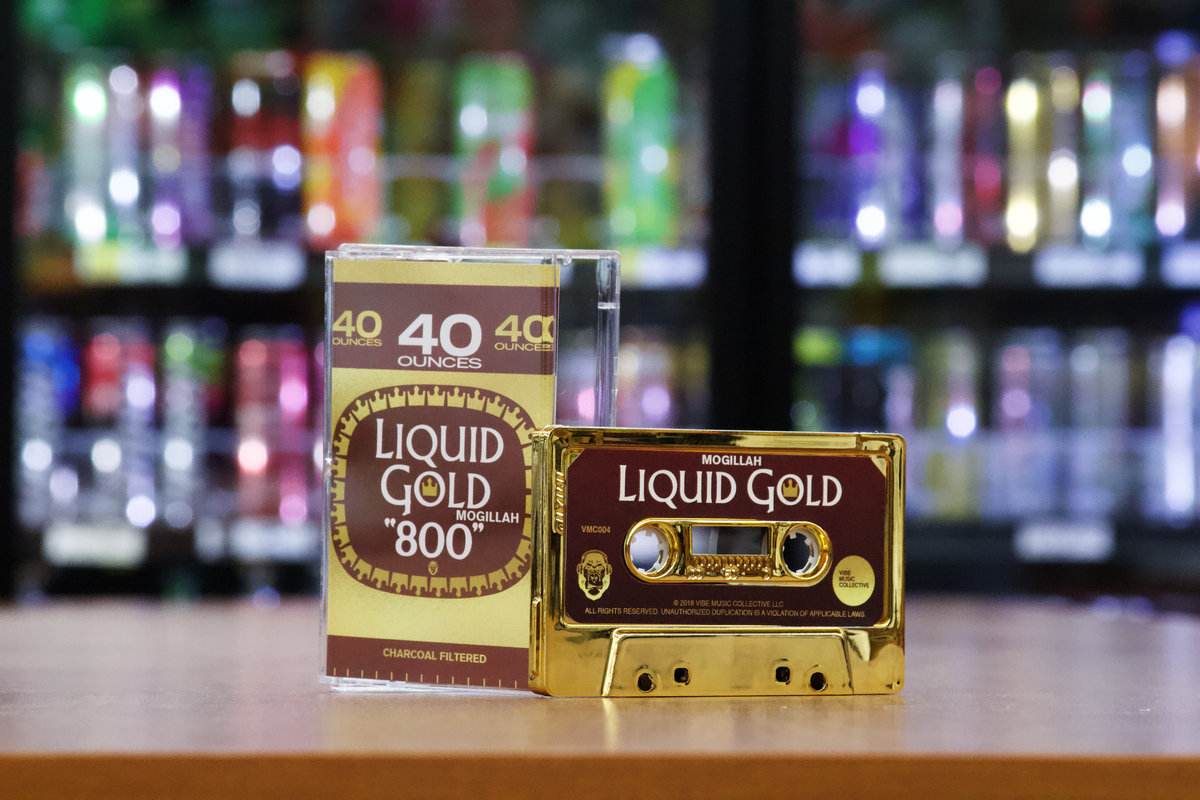 40 OUNCES
40 OUNCES
40
OUNCES
LIQUID
GOLD
MOGILLAH
"800"
CHARCOAL FILTERED
MOGILLAH
LIQUID GOLD
VMC004
VIBE
MUSIC
COLLECTIVE
© 2018 VIBE MUSIC COLLECTIVE LLC
ALL RIGHTS RESERVED. UNAUTHORIZED DUPLICATION IS A VIOLATION OF APPLICABLE LAWS.